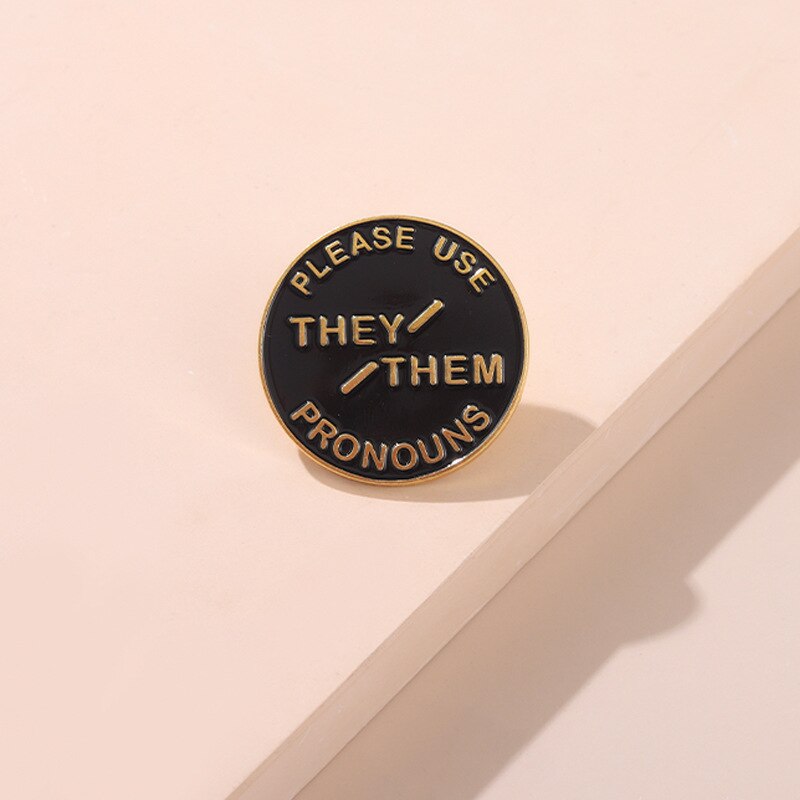 PLEASE USE
THEY/
/THEM
PRONOUNS